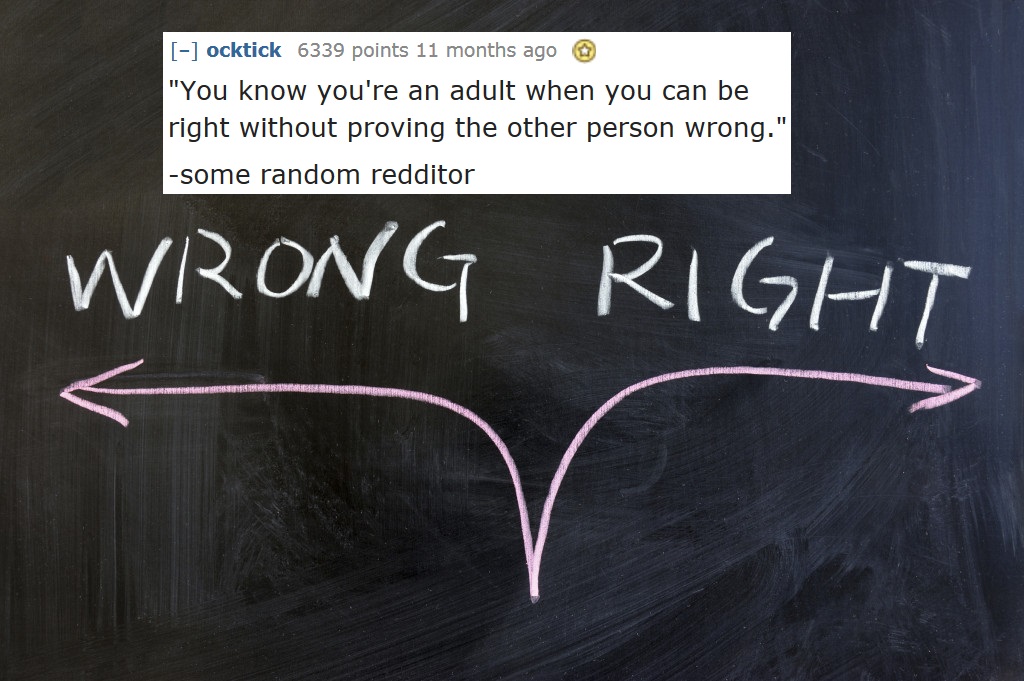 [–] ocktick 6339 points 11 months ago
"You know you're an adult when you can be
right without proving the other person wrong."
-some random redditor
WRONG RIGHT